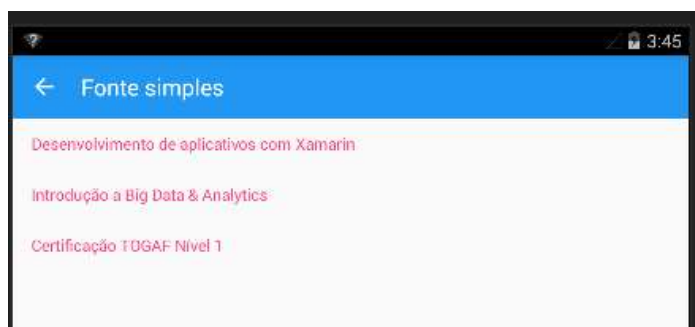 3:45
Fonte simples
Desenvolvimento de aplicativos com Xamarin
Introdução a Big Data & Analytics
Certificação TOGAF Nível 1